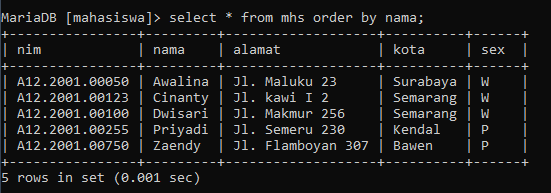 MariaDB [mahasiswa]> select * from mhs order by nama;
+----------------+----------+------------------+----------+------+
| nim            | nama     | alamat           | kota     | sex  |
+----------------+----------+------------------+----------+------+
| A12.2001.00050 | Awalina  | Jl. Maluku 23    | Surabaya | W    |
| A12.2001.00123 | Cinanty  | Jl. kawi I 2     | Semarang | W    |
| A12.2001.00100 | Dwisari  | Jl. Makmur 256   | Semarang | W    |
| A12.2001.00255 | Priyadi  | Jl. Semeru 230   | Kendal   | P    |
| A12.2001.00750 | Zaendy   | Jl. Flamboyan 307 | Bawen    | P    |
+----------------+----------+------------------+----------+------+
5 rows in set (0.001 sec)